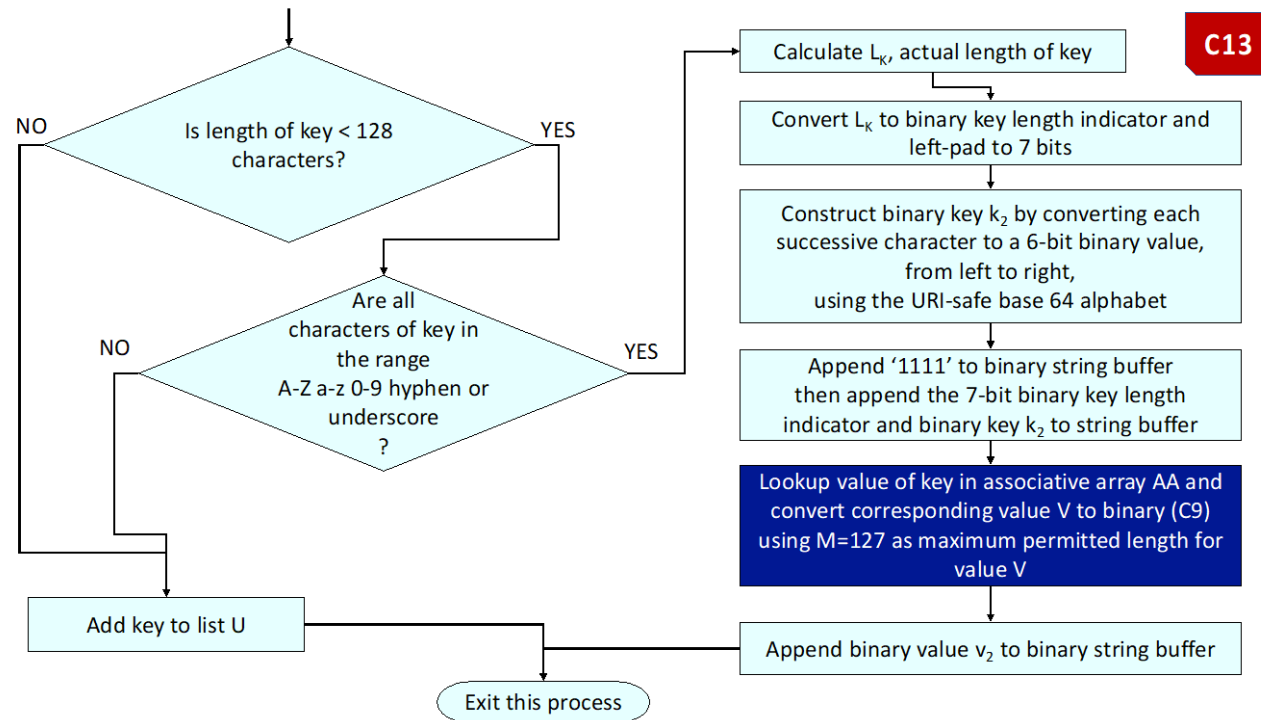 C13
NO
Is length of key < 128
characters?
YES
NO
Are all
characters of key in
the range
A-Z a-z 0-9 hyphen or
underscore
?
YES
Calculate Lₖ, actual length of key
Convert Lₖ to binary key length indicator and
left-pad to 7 bits
Construct binary key k₂ by converting each
successive character to a 6-bit binary value,
from left to right,
using the URI-safe base 64 alphabet
Append ‘1111’ to binary string buffer
then append the 7-bit binary key length
indicator and binary key k₂ to string buffer
Lookup value of key in associative array AA and
convert corresponding value V to binary (C9)
using M=127 as maximum permitted length for
value V
Append binary value v₂ to binary string buffer
Add key to list U
Exit this process